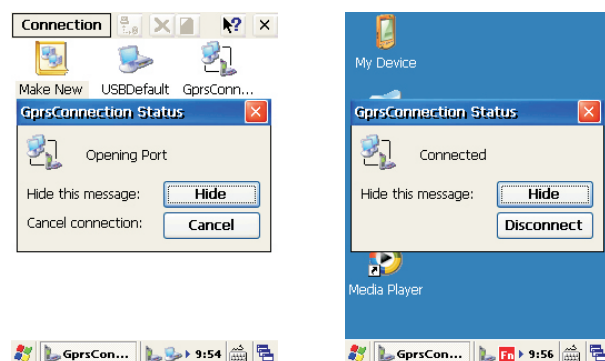 Connection
Make New USBDefault GprsConn...
GprsConnection Status
Opening Port
Hide this message: Hide
Cancel connection: Cancel
GprsCon... 9:54
My Device
GprsConnection Status
Connected
Hide this message: Hide
Disconnect
Media Player
GprsCon... Fn 9:56